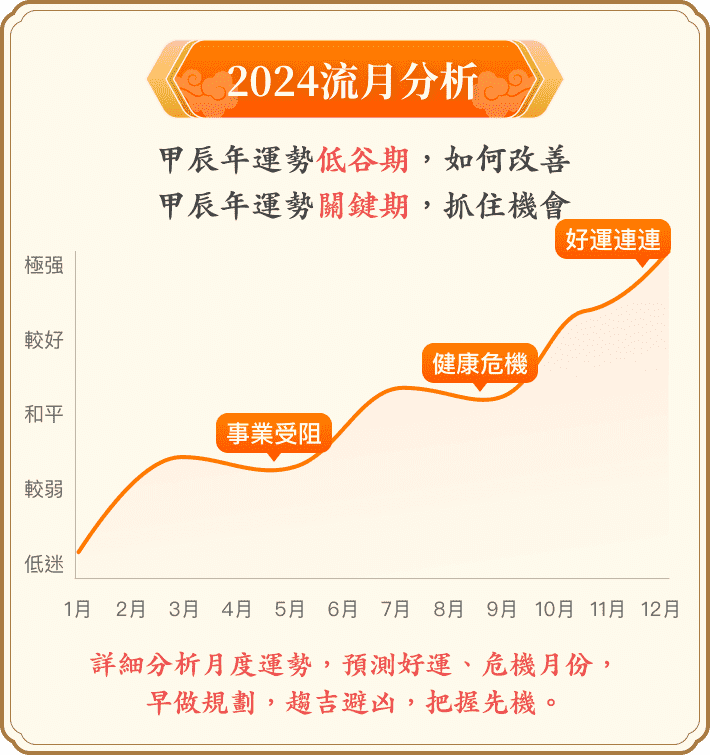 2024流月分析
甲辰年運勢低谷期，如何改善
甲辰年運勢關鍵期，抓住機會
好運連連
極强
較好
健康危機
和平
事業受阻
較弱
低迷
1月 2月 3月 4月 5月 6月 7月 8月 9月 10月 11月 12月
詳細分析月度運勢，預測好運、危機月份，
早做規劃，趨吉避凶，把握先機。